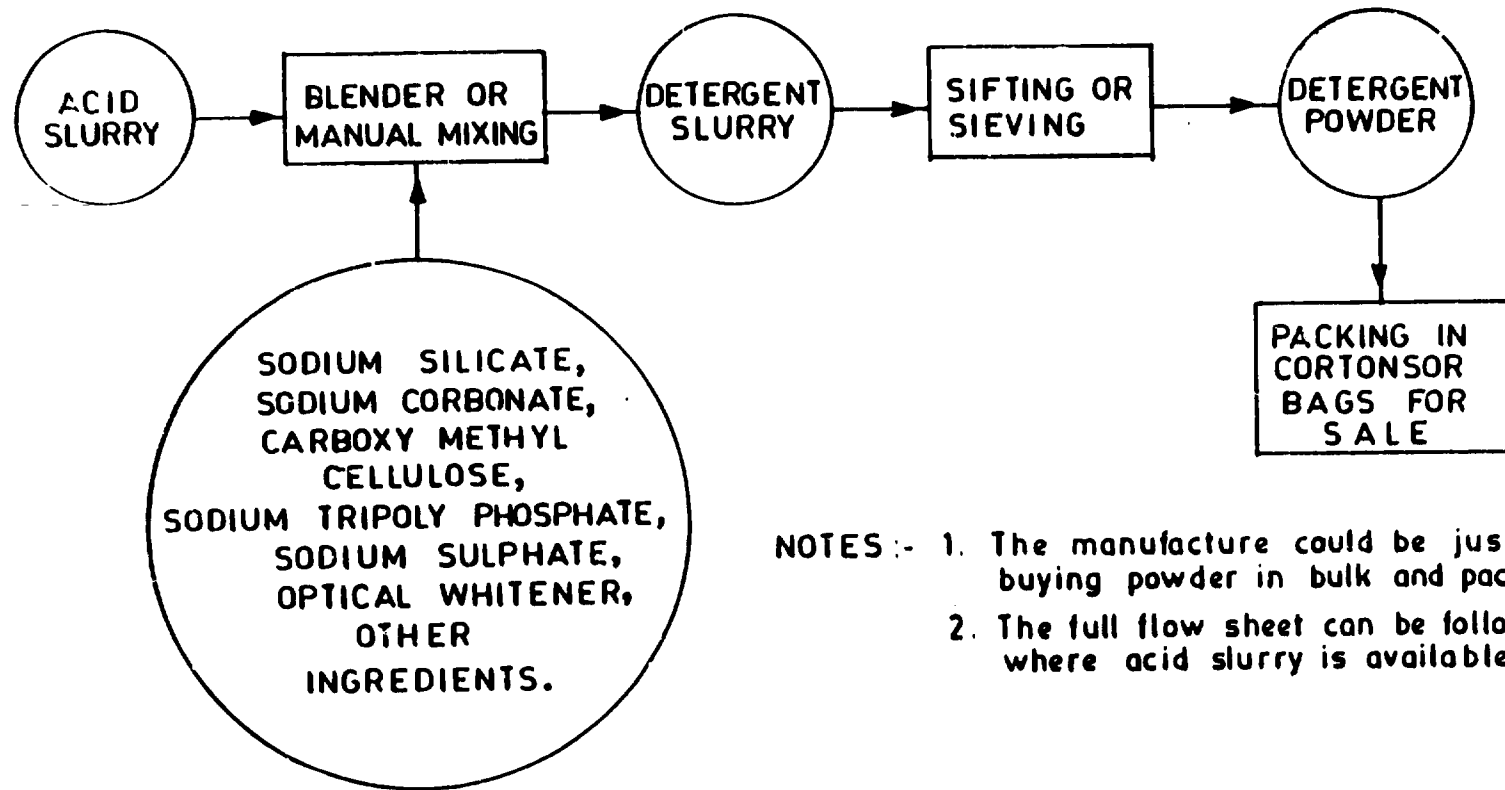 ACID
SLURRY
BLENDER OR
MANUAL MIXING
DETERGENT
SLURRY
SIFTING OR
SIEVING
DETERGENT
POWDER
SODIUM SILICATE,
SODIUM CORBONATE,
CARBOXY METHYL
CELLULOSE,
SODIUM TRIPOLY PHOSPHATE,
SODIUM SULPHATE,
OPTICAL WHITENER,
OTHER
INGREDIENTS.
PACKING IN
CORTONSOR
BAGS FOR
SALE
NOTES :- 1. The manufacture could be jus
buying powder in bulk and pac
2. The full flow sheet can be follo
where acid slurry is available